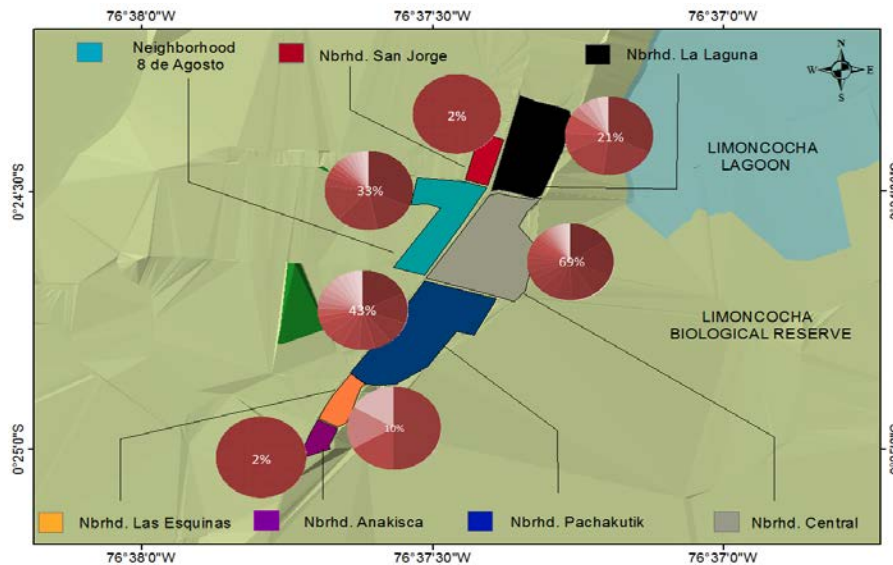 76°38'0"W 76°37'30"W 76°37'0"W
Neighborhood
8 de Agosto
Nbrhd. San Jorge
Nbrhd. La Laguna
N
W E
S
2%
21%
LIMONCOCHA
LAGOON
0°24'30"S
33%
69%
43%
LIMONCOCHA
BIOLOGICAL RESERVE
10%
2%
0°25'0"S
Nbrhd. Las Esquinas Nbrhd. Anakisca Nbrhd. Pachakutik Nbrhd. Central
76°38'0"W 76°37'30"W 76°37'0"W